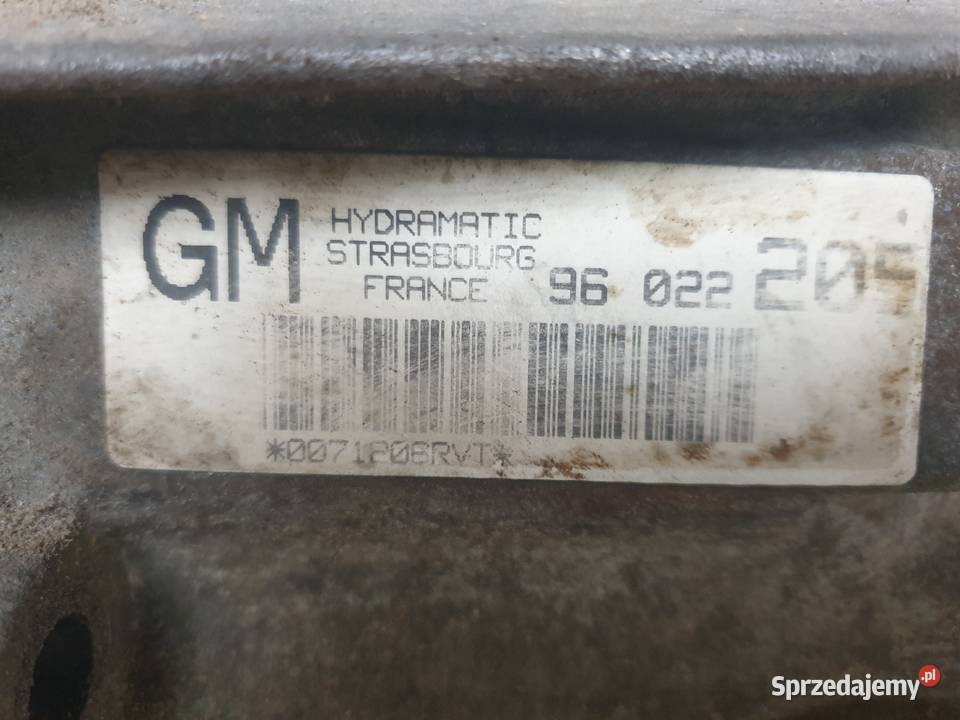 GM HYDRAMATIC
STRASBOURG
FRANCE 96 022 205
*0071208RVT*
Sprzedajemy.pl